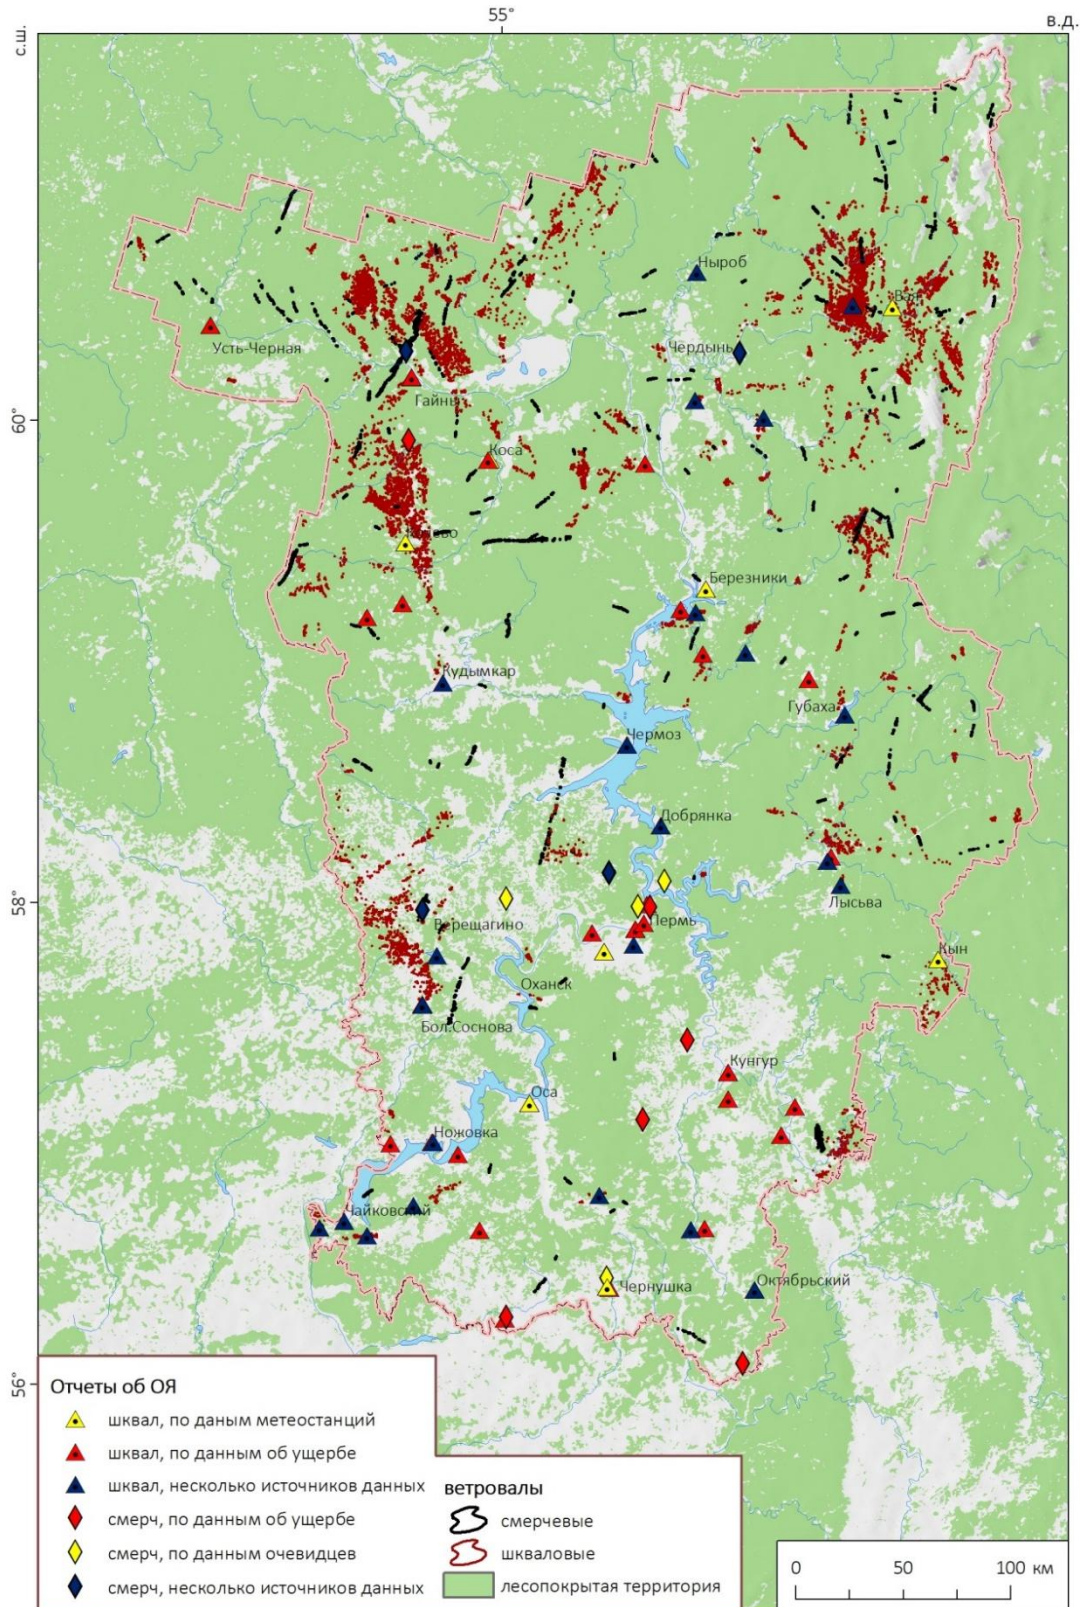 55°
в.д.
с.ш.
Ныроб
Вая
Усть-Черная
Чердынь
Гайны
60°
Коса
Березники
Кудымкар
Губаха
Чермоз
Добрянка
58°
Лысьва
Верещагино
Пермь
Кын
Оханск
Бол.Соснова
Кунгур
Оса
Ножовка
Чайковский
Чернушка
Октябрьский
56°
Отчеты об ОЯ
шквал, по даным метеостанций
шквал, по данным об ущербе
шквал, несколько источников данных
смерч, по данным об ущербе
смерч, по данным очевидцев
смерч, несколько источников данных
ветровалы
смерчевые
шкваловые
лесопокрытая территория
0 50 100 км